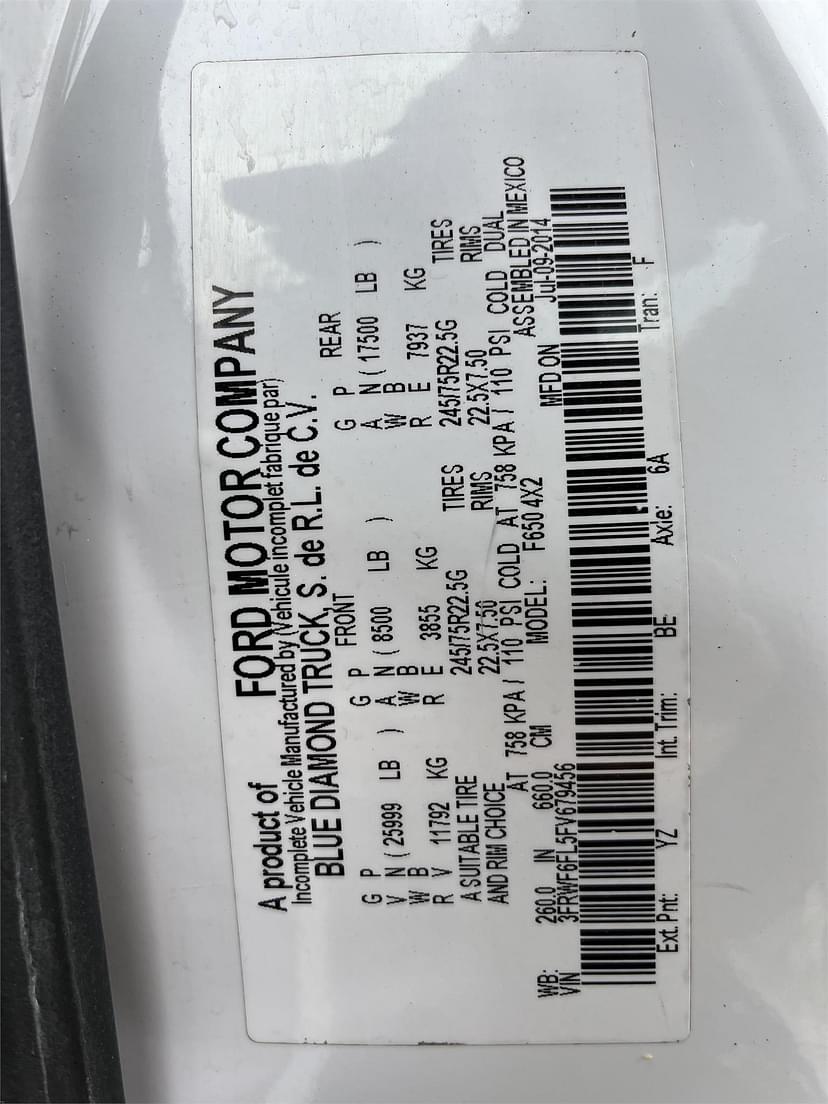 A product of FORD MOTOR COMPANY
Incomplete Vehicle Manufactured by (Vehicule incomplet fabrique par)
BLUE DIAMOND TRUCK, S. de R.L. de C.V.
FRONT REAR
G P G P G P
V N ( 25999 LB ) A N ( 8500 LB ) A N ( 17500 LB )
W B W B W B
R V 11792 KG R E 3855 KG R E 7937 KG
A SUITABLE TIRE 245/75R22.5G TIRES 245/75R22.5G TIRES
AND RIM CHOICE 22.5X7.50 RIMS 22.5X7.50 RIMS
AT 758 KPA / 110 PSI COLD AT 758 KPA / 110 PSI COLD DUAL
ASSEMBLED IN MEXICO
WB: 260.0 IN 660.0 CM MODEL: F650 4X2 MFD ON Jul-09-2014
VIN 3FRWF6FL5FV679456
Ext. Pnt: YZ Int. Trim: BE Axle: 6A Tran: F